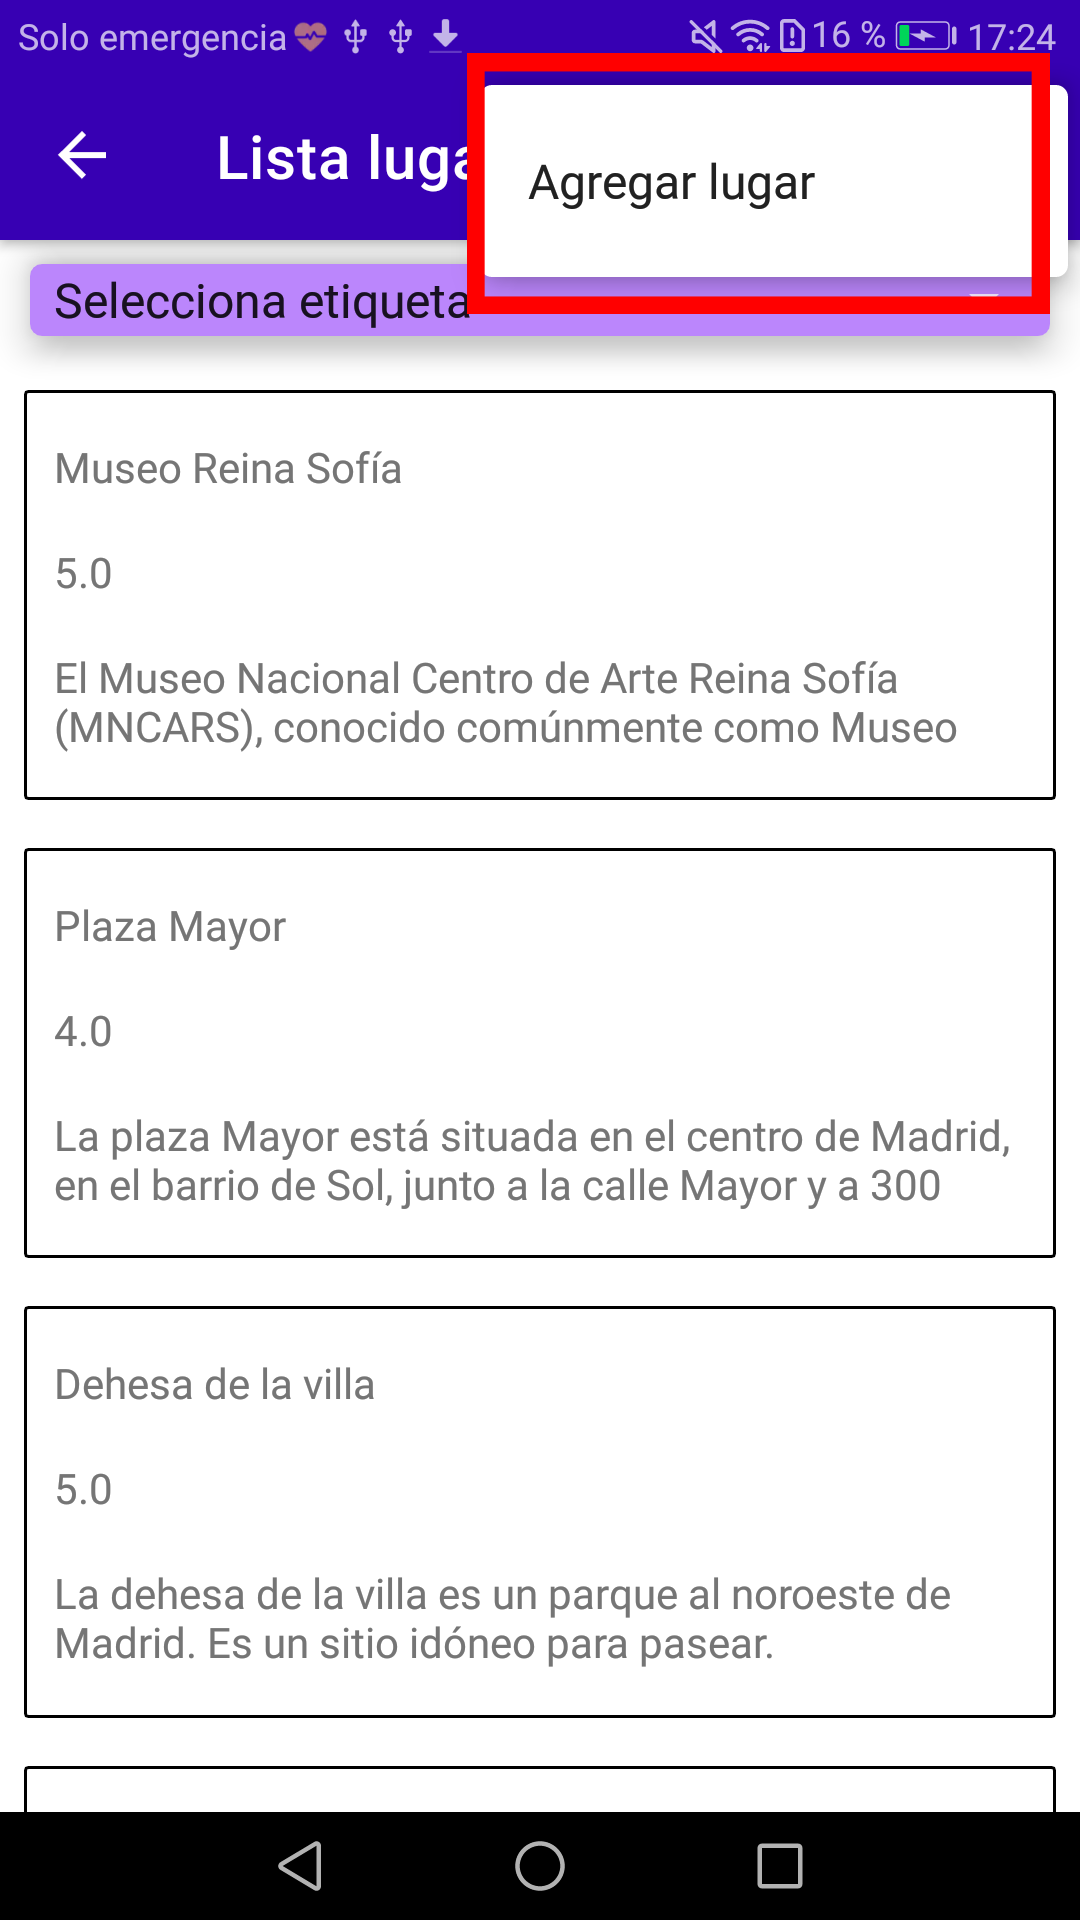 Solo emergencia 16 % 17:24
Lista luga
Agregar lugar
Selecciona etiqueta
Museo Reina Sofía
5.0
El Museo Nacional Centro de Arte Reina Sofía
(MNCARS), conocido comúnmente como Museo
Plaza Mayor
4.0
La plaza Mayor está situada en el centro de Madrid,
en el barrio de Sol, junto a la calle Mayor y a 300
Dehesa de la villa
5.0
La dehesa de la villa es un parque al noroeste de
Madrid. Es un sitio idóneo para pasear.